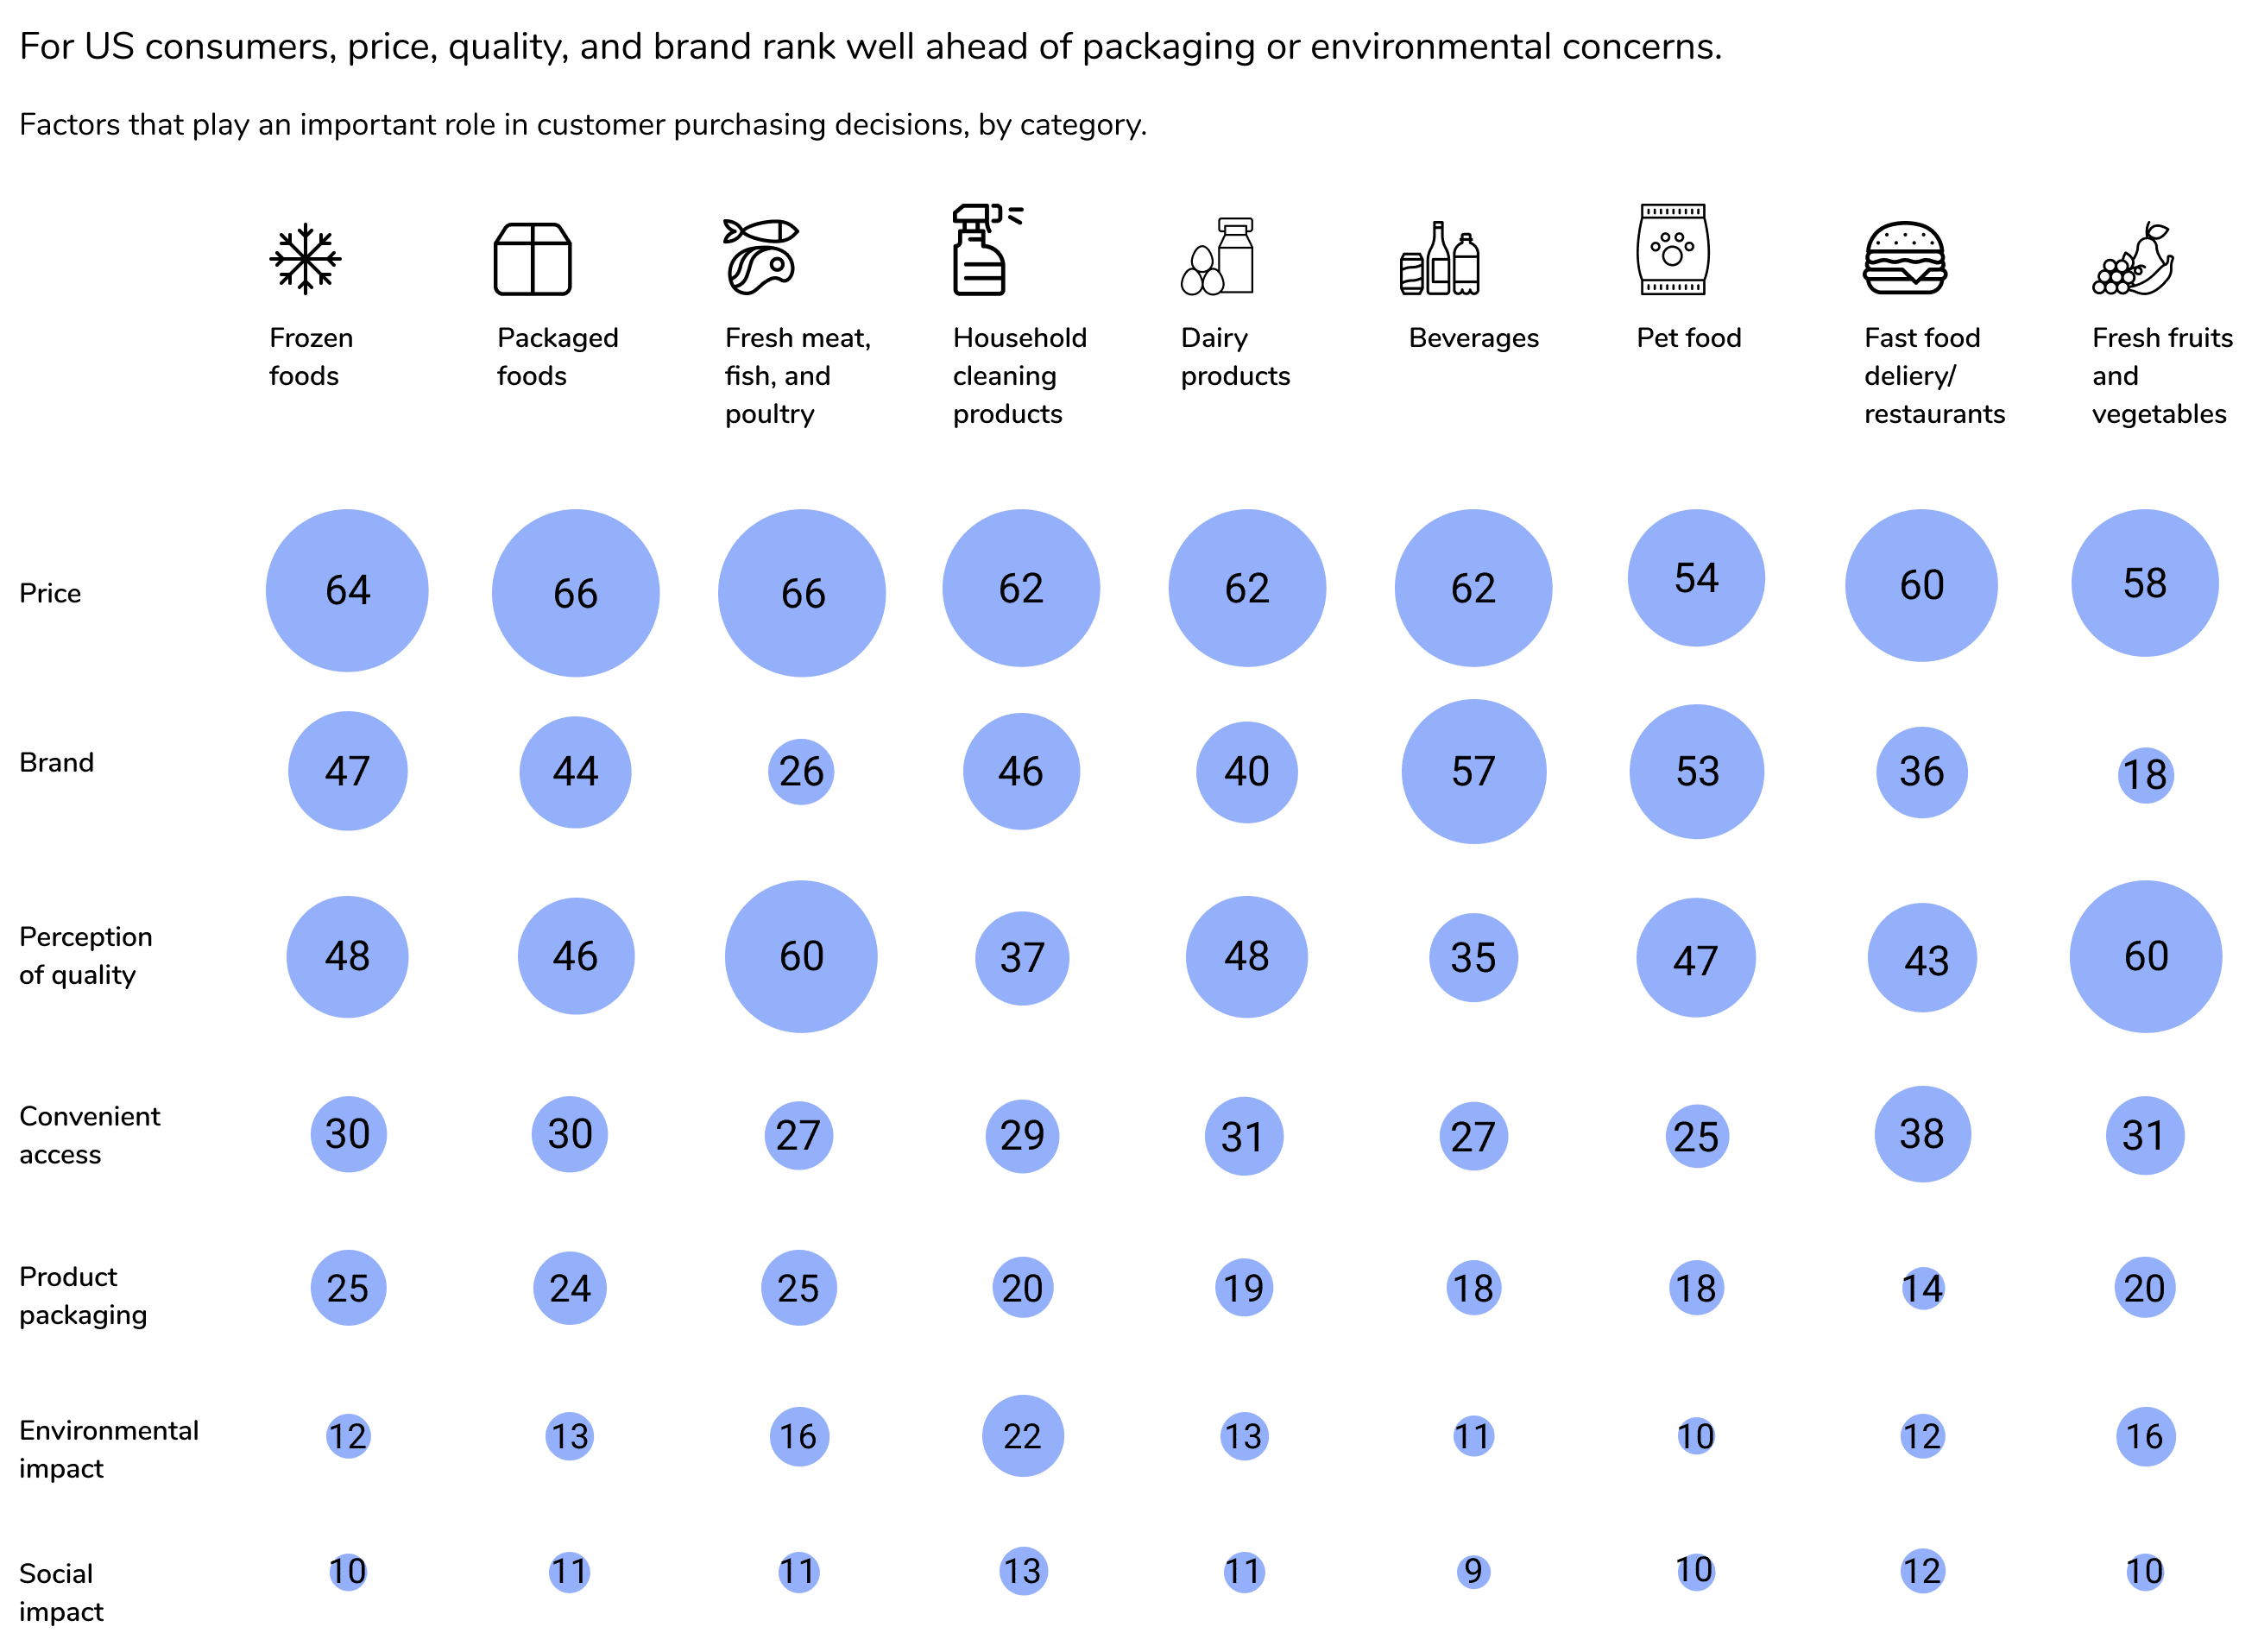 For US consumers, price, quality, and brand rank well ahead of packaging or environmental concerns.
Factors that play an important role in customer purchasing decisions, by category.
Frozen
foods
Packaged
foods
Fresh meat,
fish, and
poultry
Household
cleaning
products
Dairy
products
Beverages
Pet food
Fast food
deliery/
restaurants
Fresh fruits
and
vegetables
Price
64 66 66 62 62 62 54 60 58
Brand
47 44 26 46 40 57 53 36 18
Perception
of quality
48 46 60 37 48 35 47 43 60
Convenient
access
30 30 27 29 31 27 25 38 31
Product
packaging
25 24 25 20 19 18 18 14 20
Environmental
impact
12 13 16 22 13 11 10 12 16
Social
impact
10 11 11 13 11 9 10 12 10